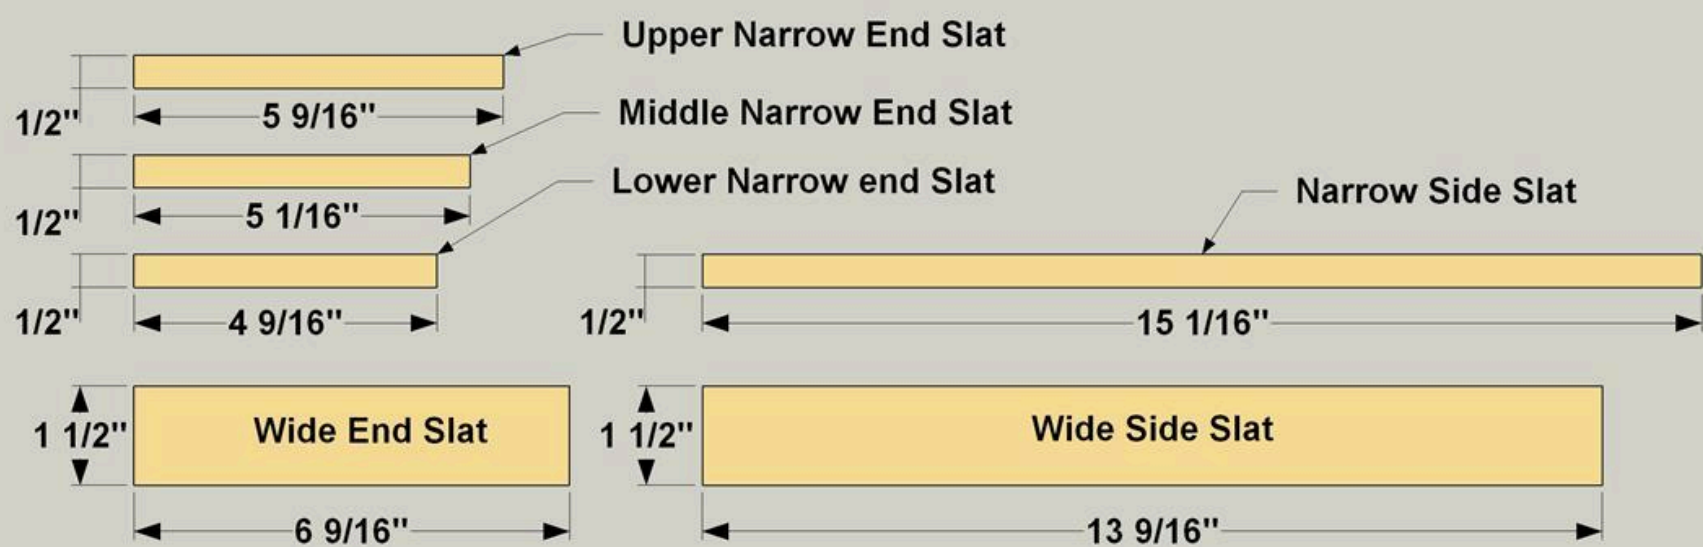 Upper Narrow End Slat
1/2"
5 9/16"
Middle Narrow End Slat
1/2"
5 1/16"
Lower Narrow end Slat
Narrow Side Slat
1/2"
4 9/16"
1/2"
15 1/16"
1 1/2"
Wide End Slat
1 1/2"
Wide Side Slat
6 9/16"
13 9/16"